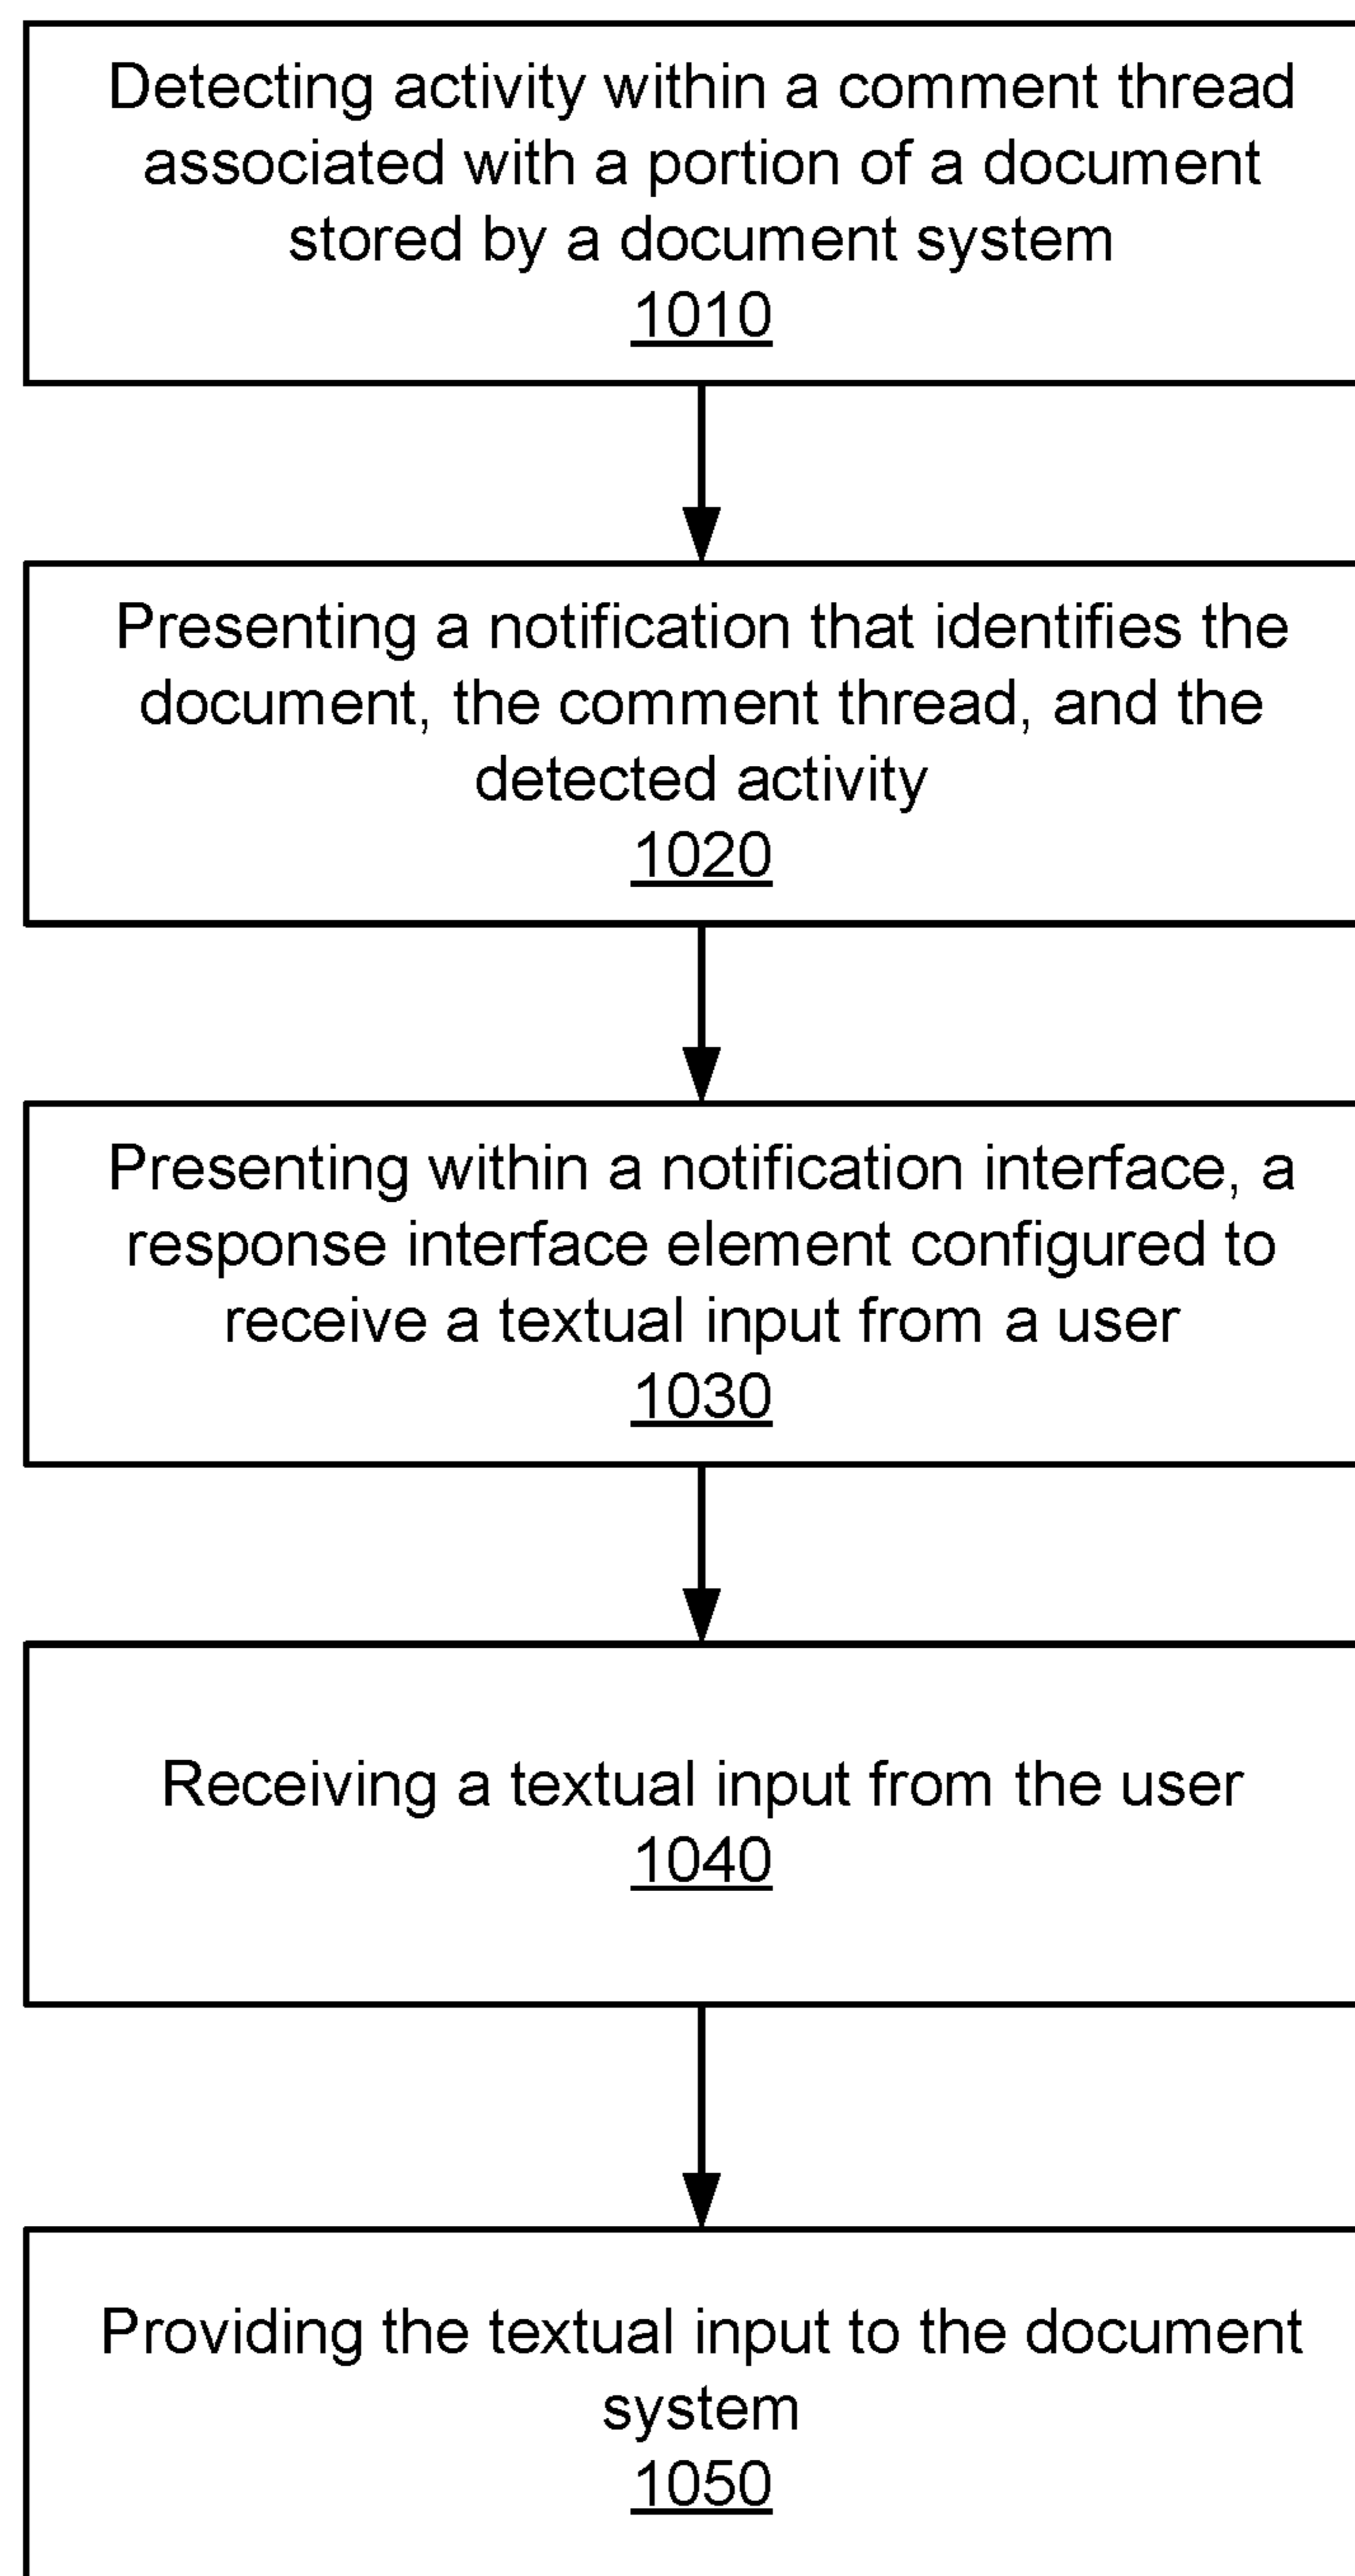 Detecting activity within a comment thread
associated with a portion of a document
stored by a document system
1010
Presenting a notification that identifies the
document, the comment thread, and the
detected activity
1020
Presenting within a notification interface, a
response interface element configured to
receive a textual input from a user
1030
Receiving a textual input from the user
1040
Providing the textual input to the document
system
1050